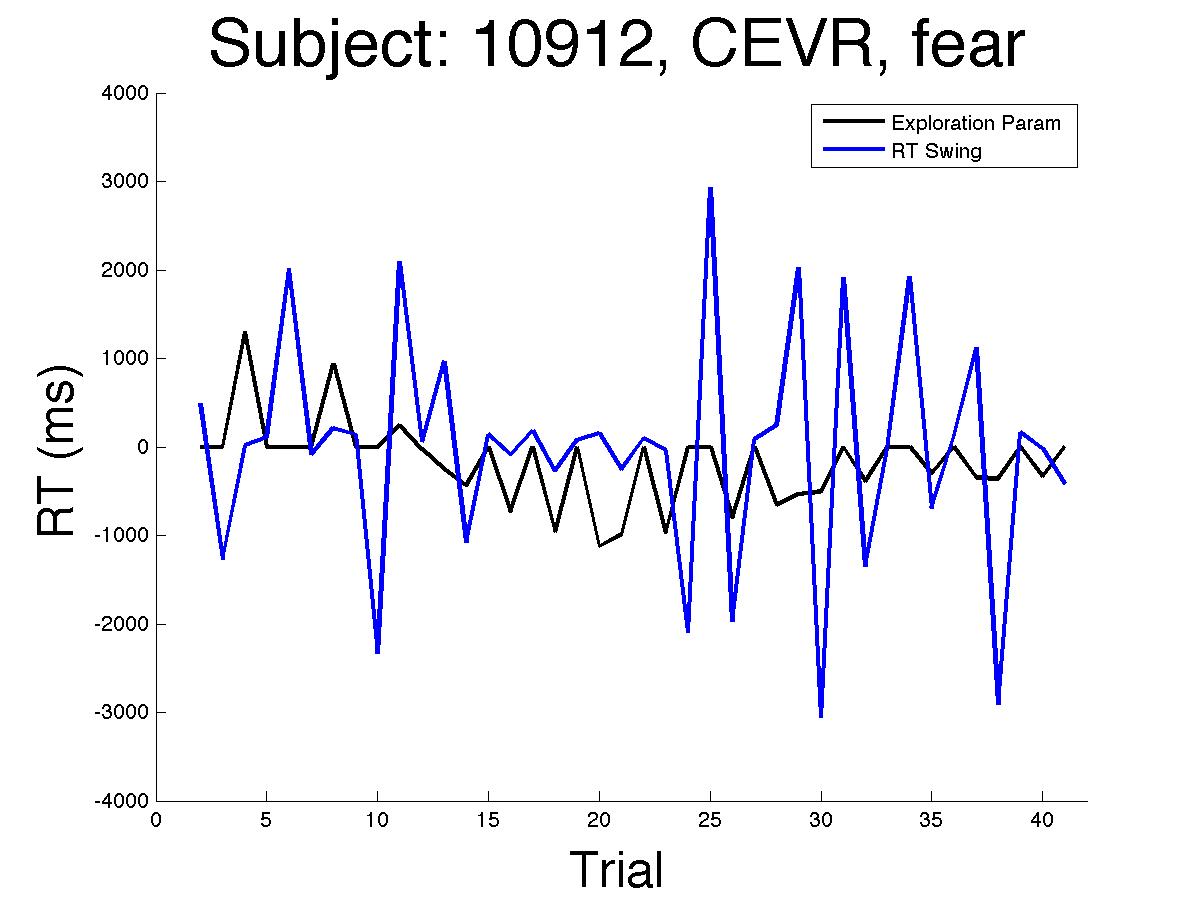 Subject: 10912, CEVR, fear
Exploration Param
RT Swing
4000
3000
2000
1000
0
-1000
-2000
-3000
-4000
RT (ms)
0 5 10 15 20 25 30 35 40
Trial